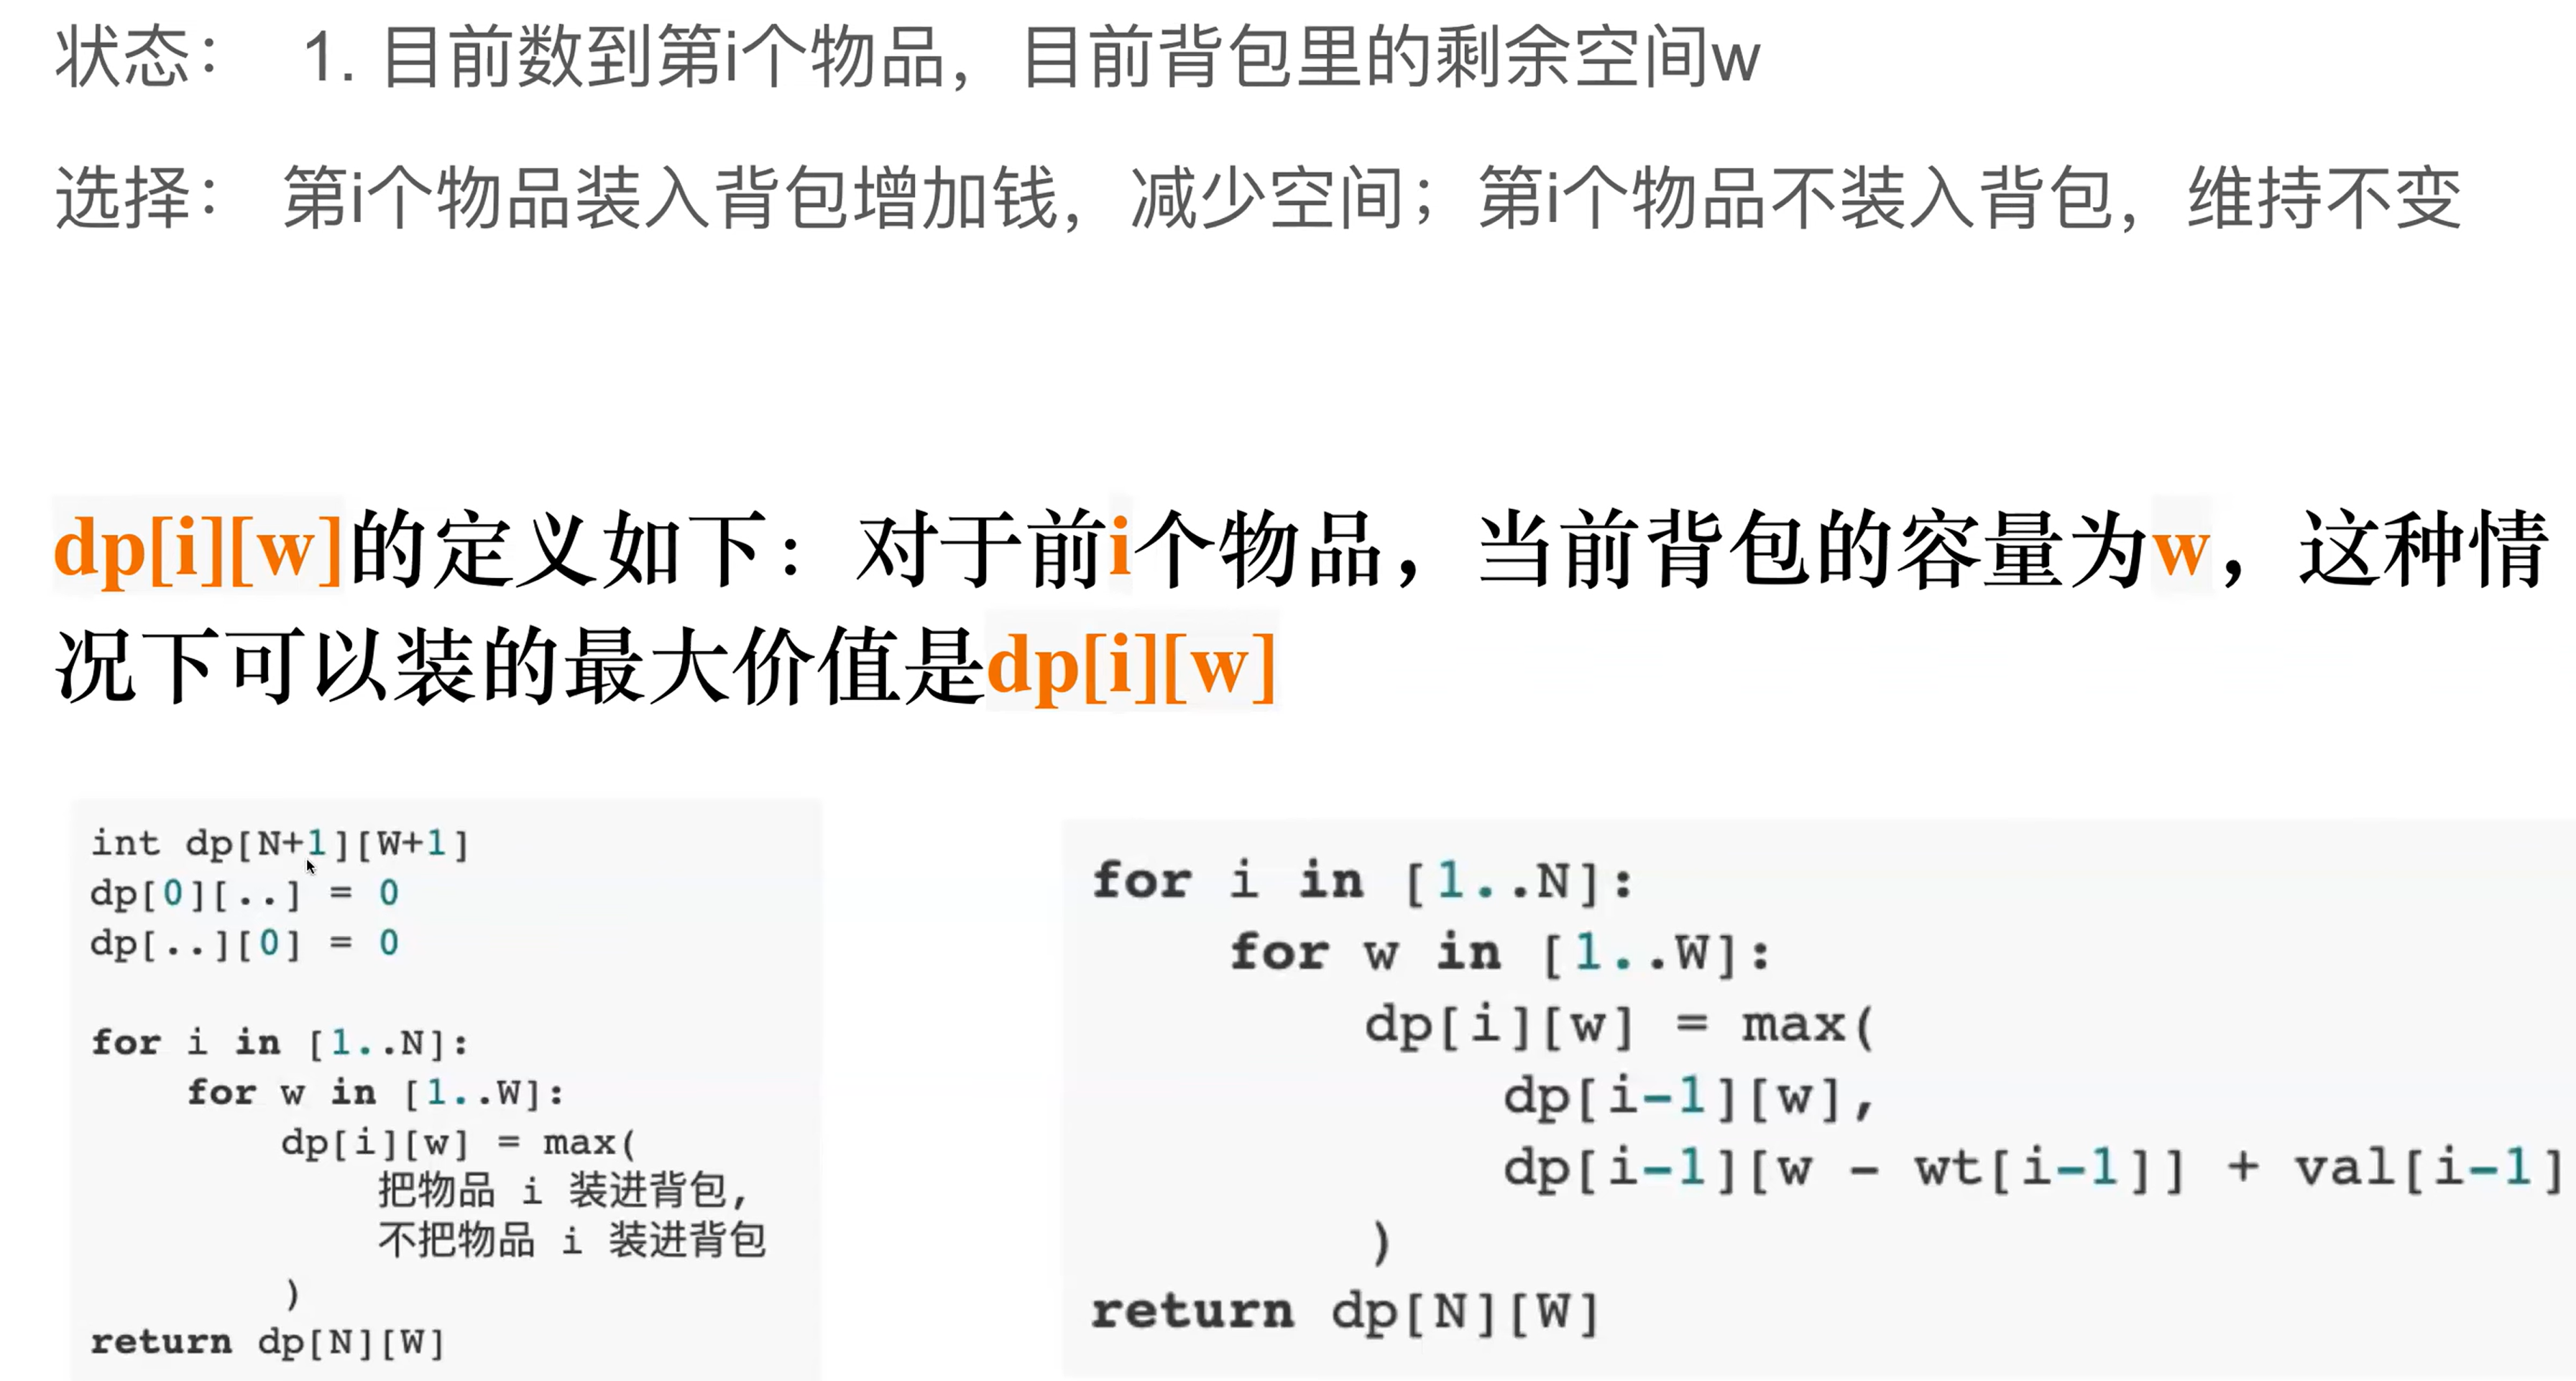 状态： 1. 目前数到第i个物品，目前背包里的剩余空间w
选择： 第i个物品装入背包增加钱，减少空间；第i个物品不装入背包，维持不变
dp[i][w]的定义如下：对于前i个物品，当前背包的容量为w，这种情
况下可以装的最大价值是dp[i][w]
int dp[N+1][W+1]
dp[0][..] = 0
dp[..][0] = 0
for i in [1..N]:
for w in [1..W]:
dp[i][w] = max(
把物品 i 装进背包,
不把物品 i 装进背包
)
return dp[N][W]
for i in [1..N]:
for w in [1..W]:
dp[i][w] = max(
dp[i-1][w],
dp[i-1][w - wt[i-1]] + val[i-1]
)
return dp[N][W]